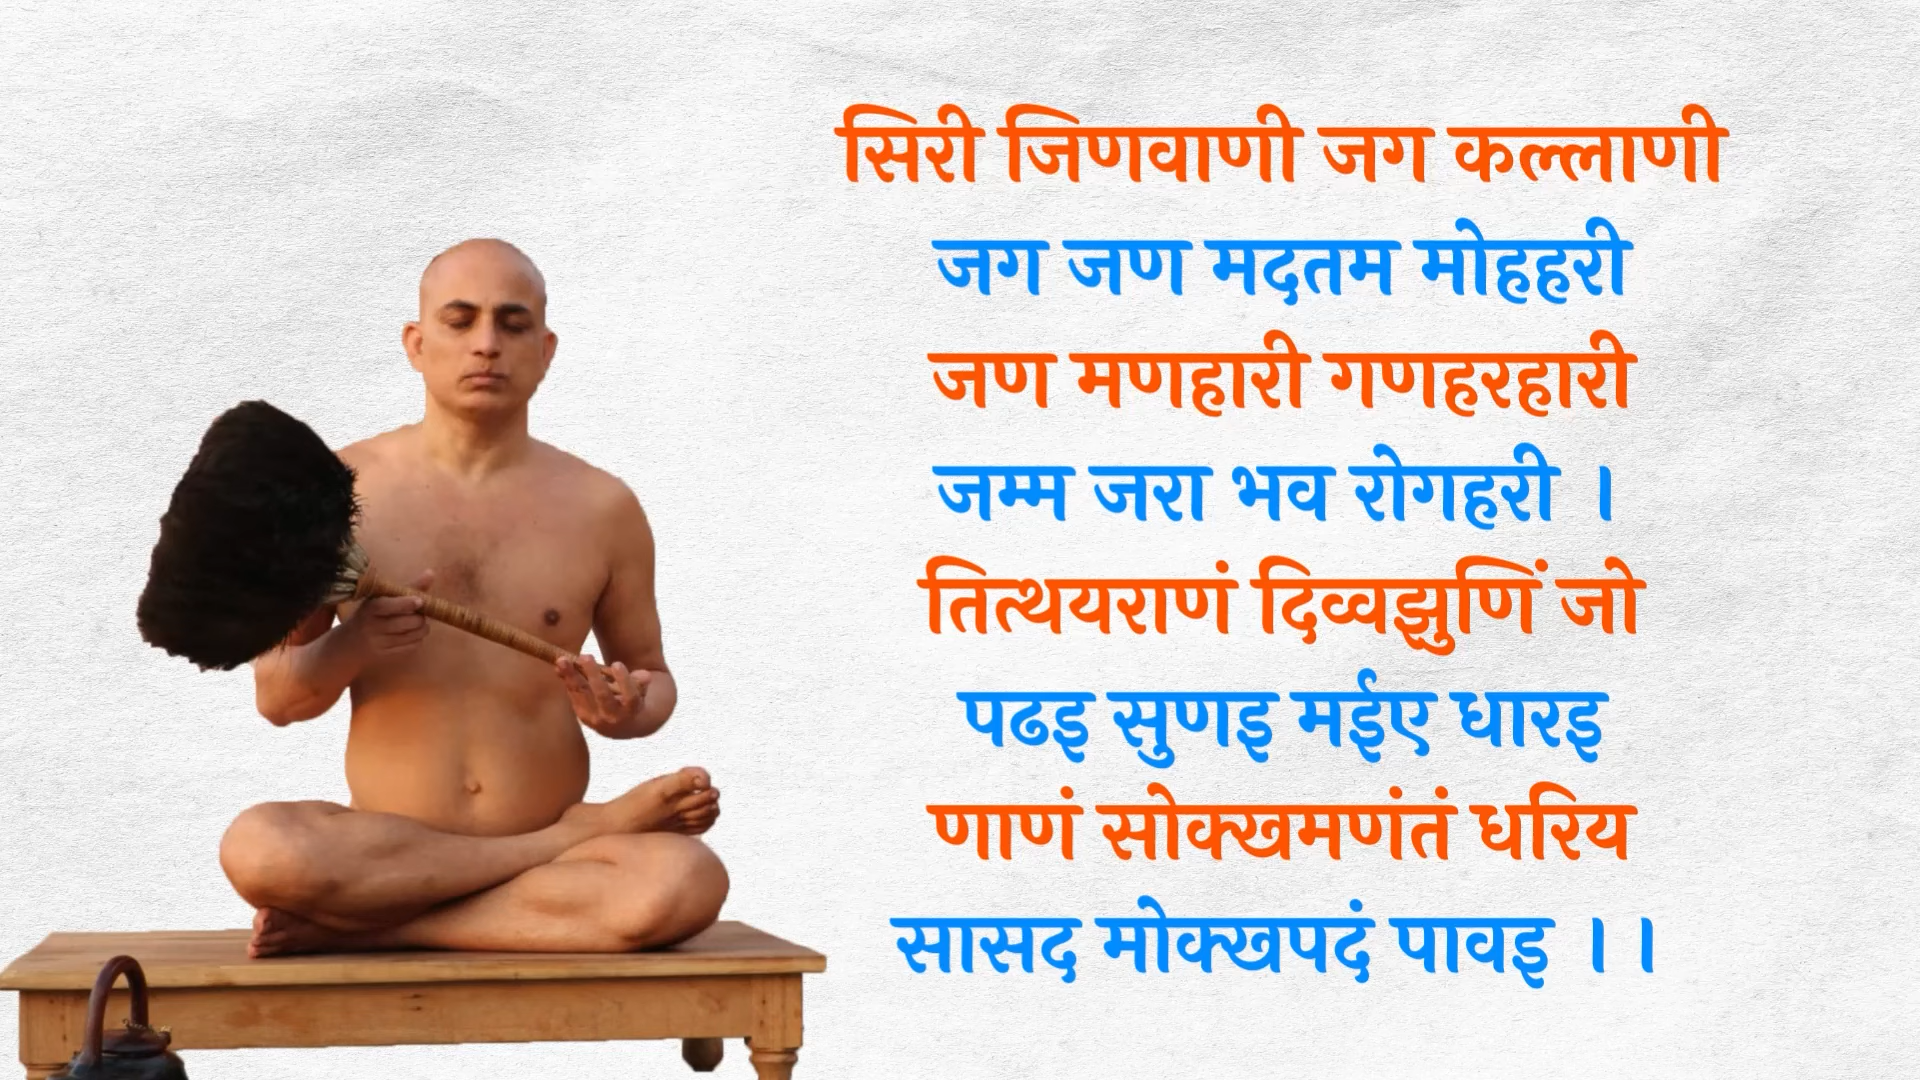 सिरी जिणवाणी जग कल्लाणी
जग जण मदतम मोहहरी
जण मणहारी गणहरहारी
जम्म जरा भव रोगहरी ।
तित्थयराणं दिव्वझुणिं जो
पढइ सुणइ मईए धारइ
णाणं सोक्खमणंतं धरिय
सासद मोक्खपदं पावइ ।।